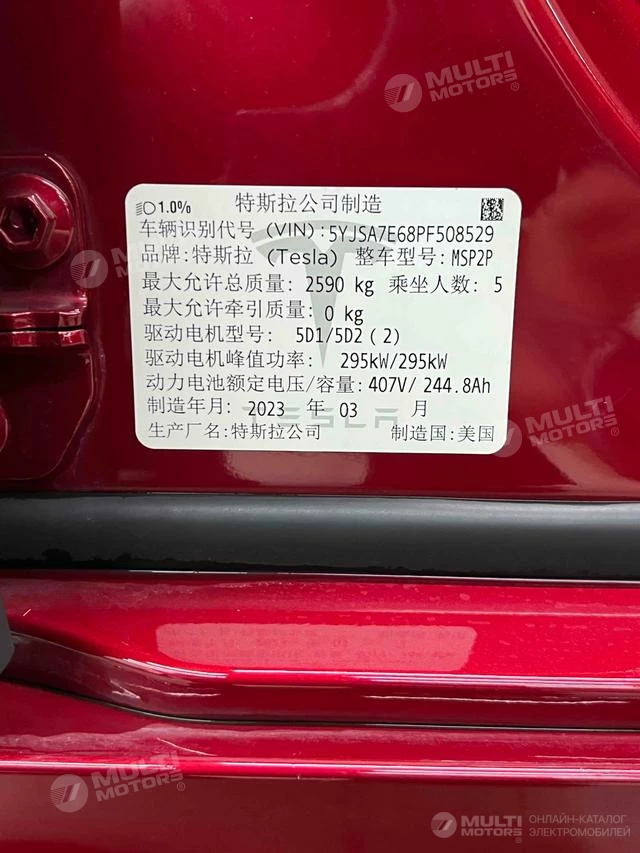 MULTI
MOTORS®
1.0% 特斯拉公司制造
车辆识别代号 (VIN):5YJSA7E68PF508529
品牌:特斯拉 (Tesla) 整车型号:MSP2P
最大允许总质量: 2590 kg 乘坐人数: 5
最大允许牵引质量: 0 kg
驱动电机型号: 5D1/5D2 (2)
驱动电机峰值功率: 295kW/295kW
动力电池额定电压/容量:407V/ 244.8Ah
制造年月: 2023 年 03 月
TESLA
生产厂名:特斯拉公司 制造国:美国
MULTI
MOTORS®
MULTI
MOTORS®
MULTI
MOTORS®
MULTI
MOTORS®
MULTI
MOTORS®
ОНЛАЙН-КАТАЛОГ
ЭЛЕКТРОМОБИЛЕЙ